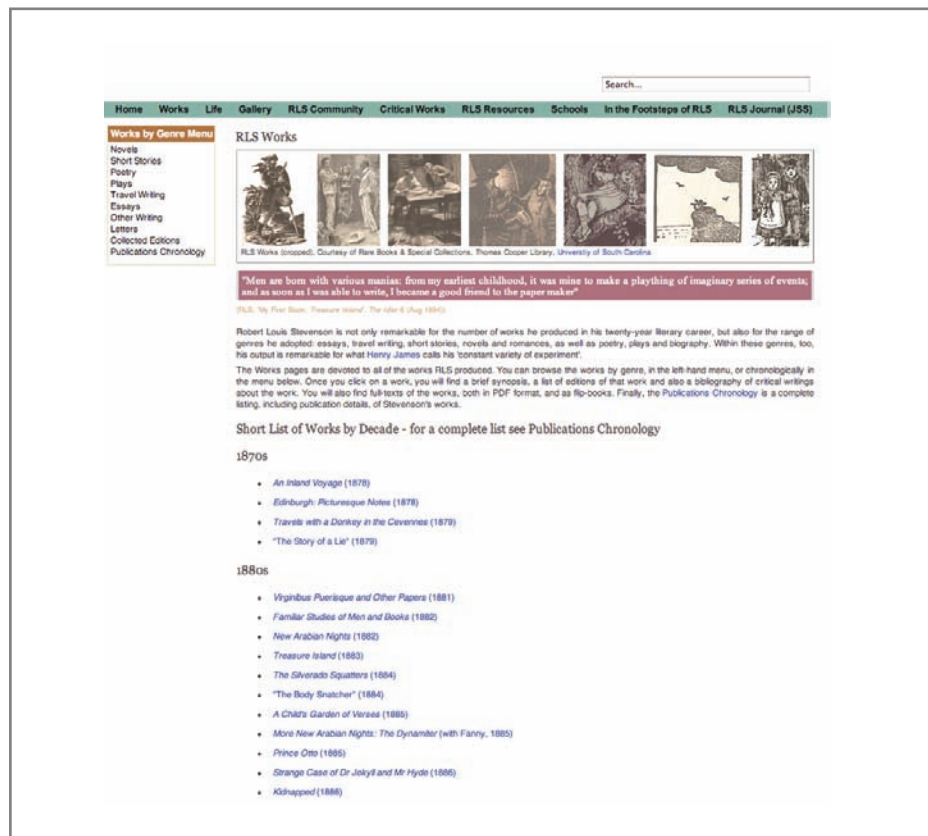 Search...
Home Works Life Gallery RLS Community Critical Works RLS Resources Schools In the Footsteps of RLS RLS Journal (JSS)
Works by Genre Menu
Novels
Short Stories
Poetry
Plays
Travel Writing
Essays
Other Writing
Letters
Collected Editions
Publications Chronology
RLS Works
RLS Works (cropped). Courtesy of Rare Books & Special Collections, Thomas Cooper Library, University of South Carolina
"Men are born with various manias: from my earliest childhood, it was mine to make a plaything of imaginary series of events;
and as soon as I was able to write, I became a good friend to the paper maker"
(RLS, 'My First Book: Treasure Island'. The Idler 6 (Aug 1894))
Robert Louis Stevenson is not only remarkable for the number of works he produced in his twenty-year literary career, but also for the range of
genres he adopted: essays, travel writing, short stories, novels and romances, as well as poetry, plays and biography. Within these genres, too,
his output is remarkable for what Henry James calls his 'constant variety of experiment'.
The Works pages are devoted to all of the works RLS produced. You can browse the works by genre, in the left-hand menu, or chronologically in
the menu below. Once you click on a work, you will find a brief synopsis, a list of editions of that work and also a bibliography of critical writings
about the work. You will also find full-texts of the works, both in PDF format, and as flip-books. Finally, the Publications Chronology is a complete
listing, including publication details, of Stevenson's works.
Short List of Works by Decade - for a complete list see Publications Chronology
1870s
• An Inland Voyage (1878)
• Edinburgh: Picturesque Notes (1878)
• Travels with a Donkey in the Cevennes (1879)
• "The Story of a Lie" (1879)
1880s
• Virginibus Puerisque and Other Papers (1881)
• Familiar Studies of Men and Books (1882)
• New Arabian Nights (1882)
• Treasure Island (1883)
• The Silverado Squatters (1884)
• "The Body Snatcher" (1884)
• A Child's Garden of Verses (1885)
• More New Arabian Nights: The Dynamiter (with Fanny, 1885)
• Prince Otto (1885)
• Strange Case of Dr Jekyll and Mr Hyde (1886)
• Kidnapped (1886)